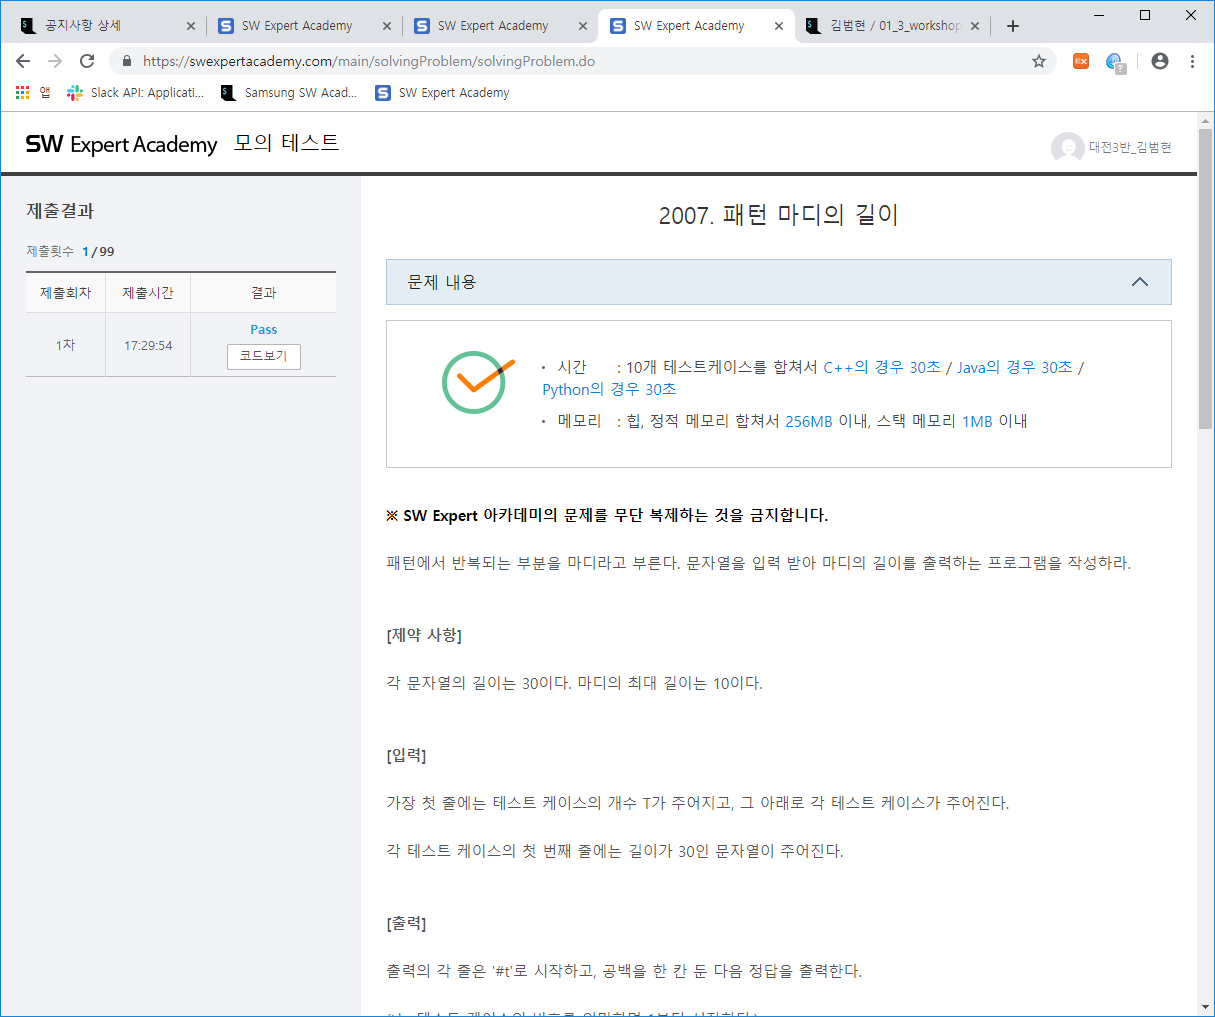 공지사항 상세
SW Expert Academy
SW Expert Academy
SW Expert Academy
김범현 / 01_3_workshop
https://swexpertacademy.com/main/solvingProblem/solvingProblem.do
앱
Slack API: Applicati...
Samsung SW Acad...
SW Expert Academy
SW Expert Academy 모의 테스트
대전3반_김범현
제출결과
제출횟수 1 / 99
제출회차 제출시간 결과
1차 17:29:54 Pass
코드보기
2007. 패턴 마디의 길이
문제 내용
• 시간 : 10개 테스트케이스를 합쳐서 C++의 경우 30초 / Java의 경우 30초 /
Python의 경우 30초
• 메모리 : 힙, 정적 메모리 합쳐서 256MB 이내, 스택 메모리 1MB 이내
※ SW Expert 아카데미의 문제를 무단 복제하는 것을 금지합니다.
패턴에서 반복되는 부분을 마디라고 부른다. 문자열을 입력 받아 마디의 길이를 출력하는 프로그램을 작성하라.
[제약 사항]
각 문자열의 길이는 30이다. 마디의 최대 길이는 10이다.
[입력]
가장 첫 줄에는 테스트 케이스의 개수 T가 주어지고, 그 아래로 각 테스트 케이스가 주어진다.
각 테스트 케이스의 첫 번째 줄에는 길이가 30인 문자열이 주어진다.
[출력]
출력의 각 줄은 '#t'로 시작하고, 공백을 한 칸 둔 다음 정답을 출력한다.